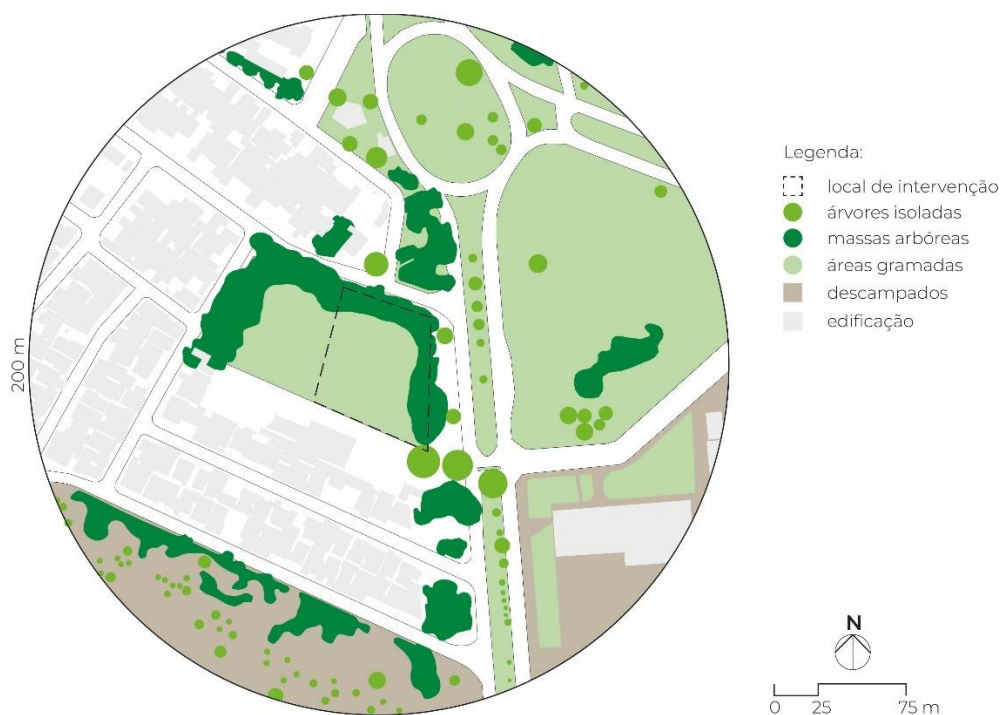 200 m
Legenda:
local de intervenção
árvores isoladas
massas arbóreas
áreas gramadas
descampados
edificação
N
0 25 75 m